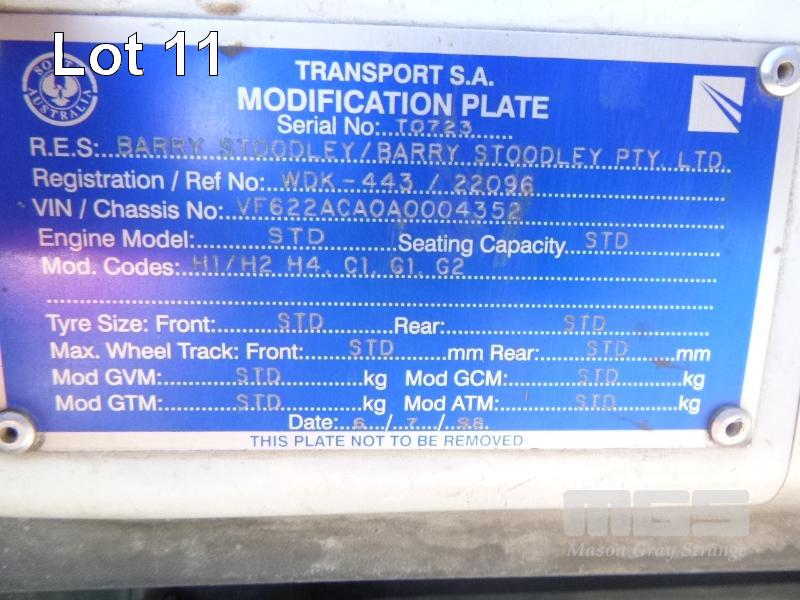 Lot 11
SOUTH AUSTRALIA
TRANSPORT S.A.
MODIFICATION PLATE
Serial No: T0723
R.E.S: BARRY STOODLEY/BARRY STOODLEY PTY. LTD
Registration / Ref No: WDK-443 / 22096
VIN / Chassis No: VF622ACA0A0004352
Engine Model: STD Seating Capacity STD
Mod. Codes: H1/H2 H4, C1, G1, G2
Tyre Size: Front: STD Rear: STD
Max. Wheel Track: Front: STD mm Rear: STD mm
Mod GVM: STD kg Mod GCM: STD kg
Mod GTM: STD kg Mod ATM: STD kg
Date: 6 / 7 / 98
THIS PLATE NOT TO BE REMOVED
MGS
Mason Gray Strange